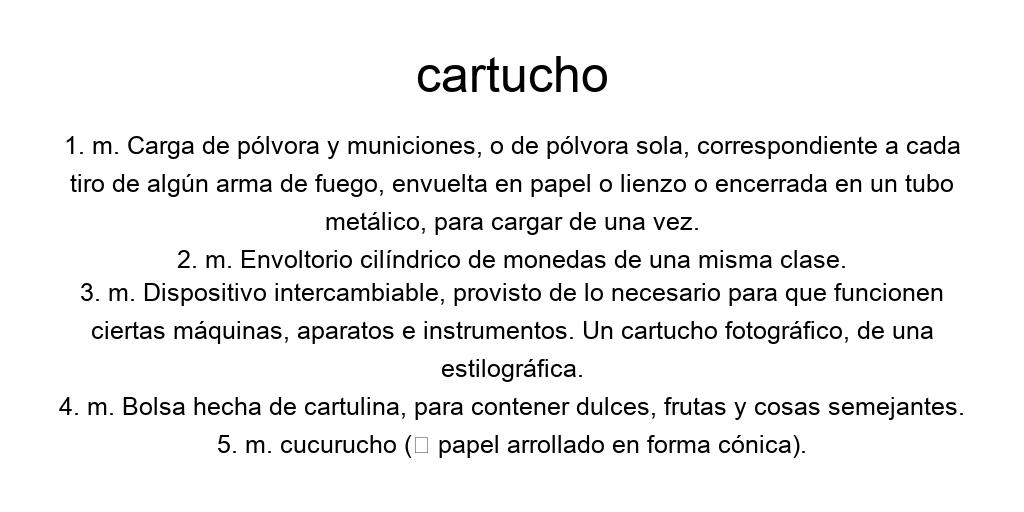 cartucho
1. m. Carga de pólvora y municiones, o de pólvora sola, correspondiente a cada
tiro de algún arma de fuego, envuelta en papel o lienzo o encerrada en un tubo
metálico, para cargar de una vez.
2. m. Envoltorio cilíndrico de monedas de una misma clase.
3. m. Dispositivo intercambiable, provisto de lo necesario para que funcionen
ciertas máquinas, aparatos e instrumentos. Un cartucho fotográfico, de una
estilográfica.
4. m. Bolsa hecha de cartulina, para contener dulces, frutas y cosas semejantes.
5. m. cucurucho (▯ papel arrollado en forma cónica).